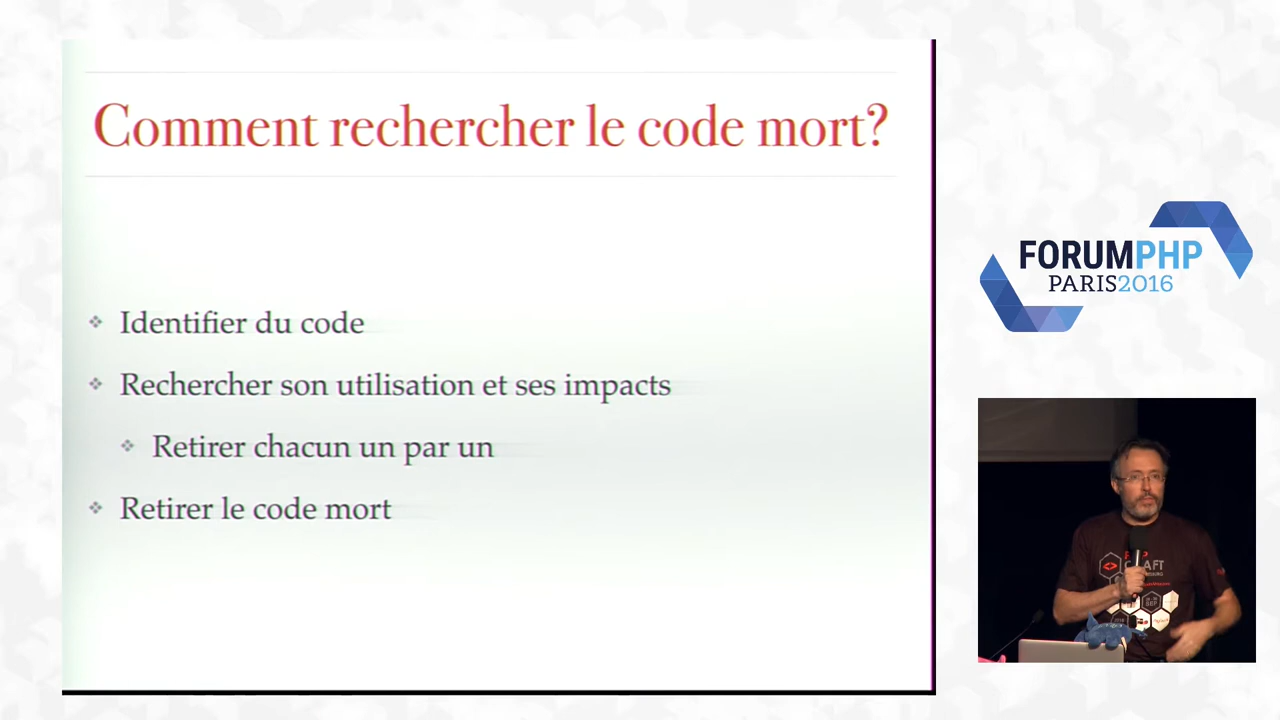 Comment rechercher le code mort?
Identifier du code
Rechercher son utilisation et ses impacts
Retirer chacun un par un
Retirer le code mort
FORUMPHP
PARIS2016